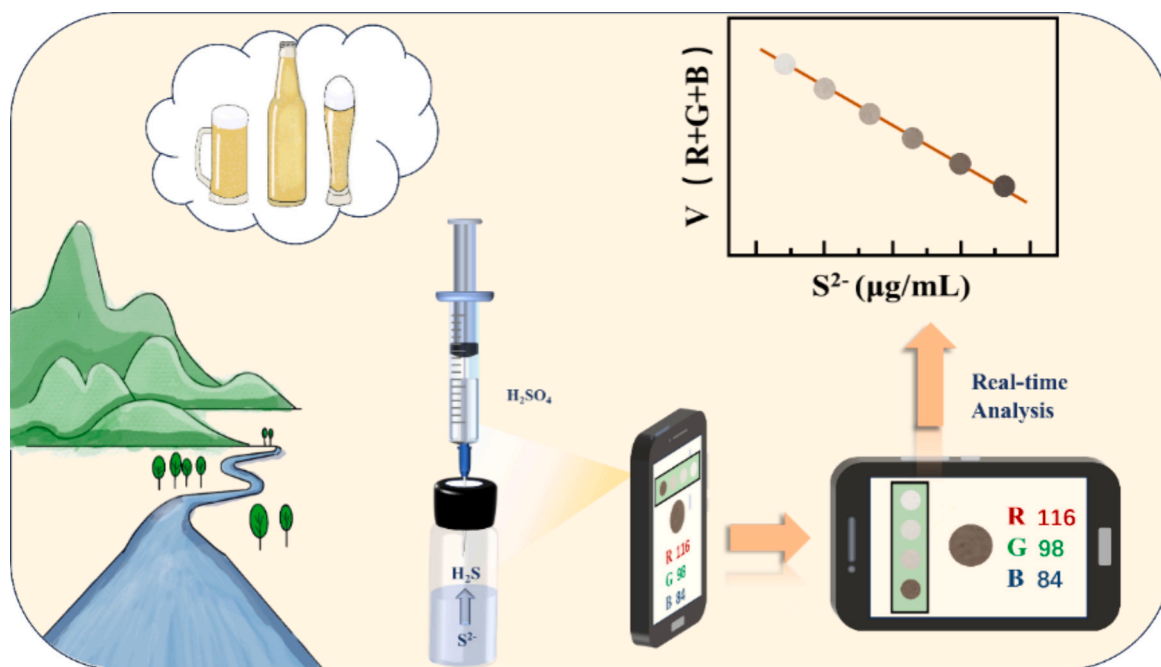 V ( R+G+B )
S²⁻ (μg/mL)
H₂SO₄
Real-time
Analysis
H₂S
S²⁻
R 116
G 98
B 84
R 116
G 98
B 84